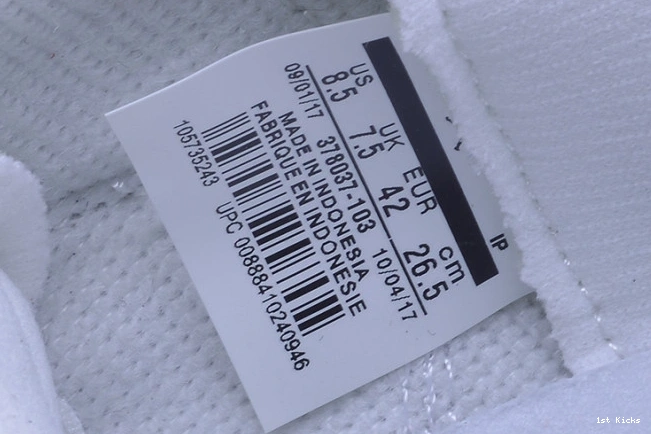 IP
US UK EUR cm
8.5 7.5 42 26.5
09/01/17 10/04/17
378037-103
MADE IN INDONESIA
FABRIQUE EN INDONESIE
105735243
UPC 00888410240946
1st Kicks